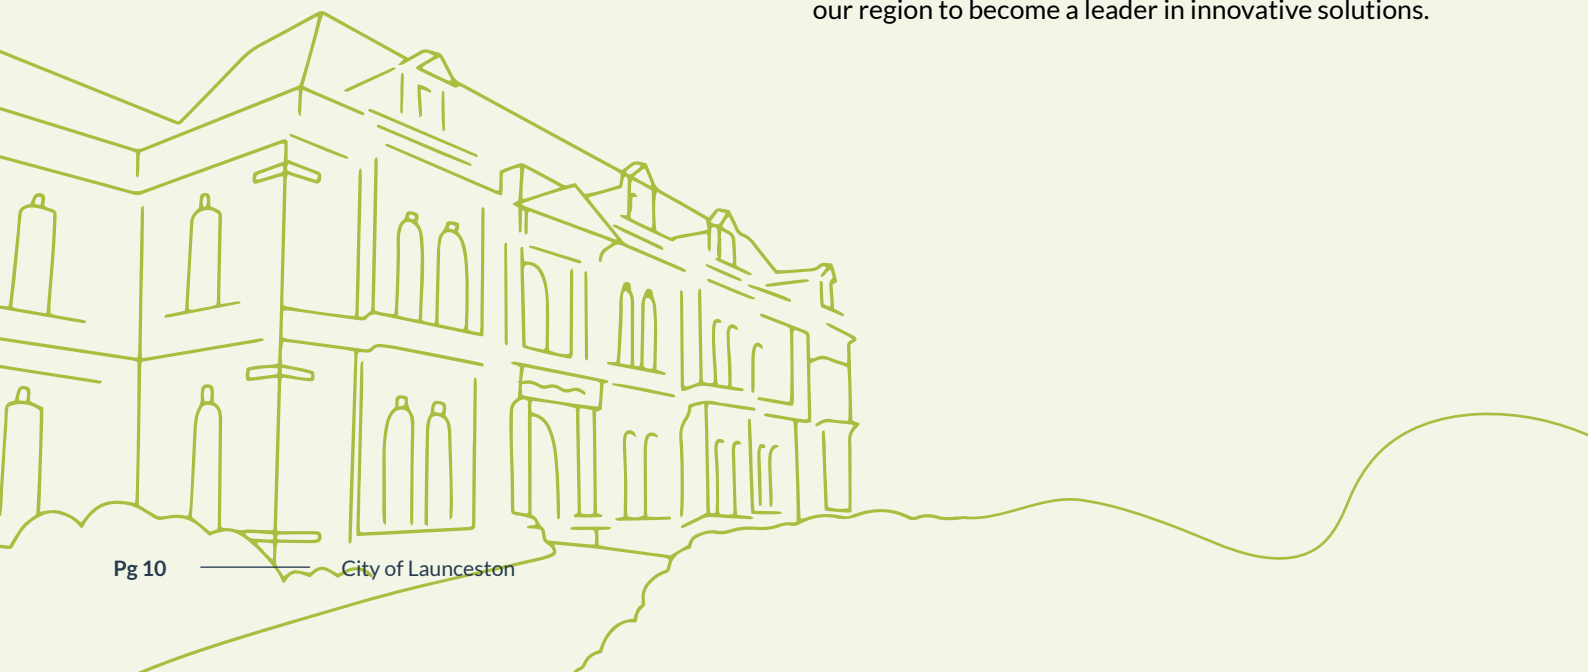 our region to become a leader in innovative solutions.
Pg 10 City of Launceston